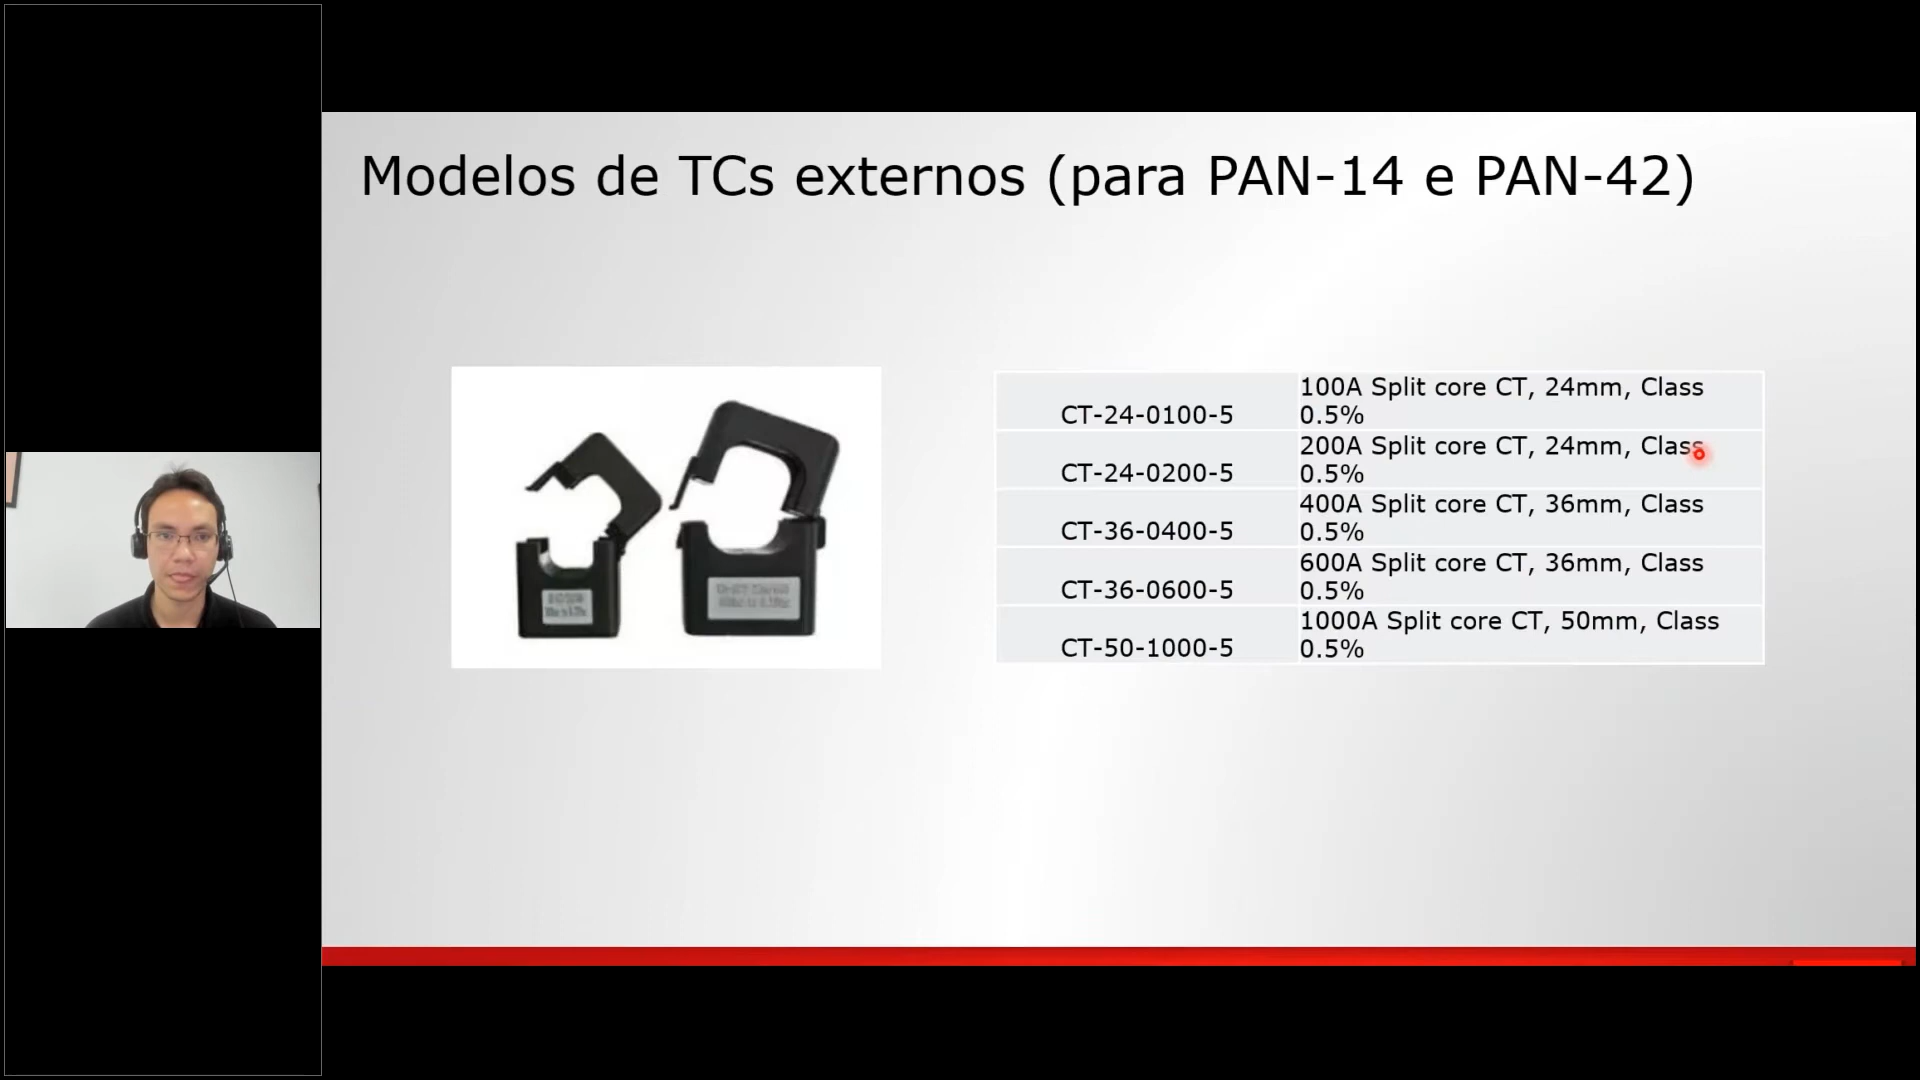 Modelos de TCs externos (para PAN-14 e PAN-42)
CT-24-0100-5
100A Split core CT, 24mm, Class
0.5%
CT-24-0200-5
200A Split core CT, 24mm, Class
0.5%
CT-36-0400-5
400A Split core CT, 36mm, Class
0.5%
CT-36-0600-5
600A Split core CT, 36mm, Class
0.5%
CT-50-1000-5
1000A Split core CT, 50mm, Class
0.5%